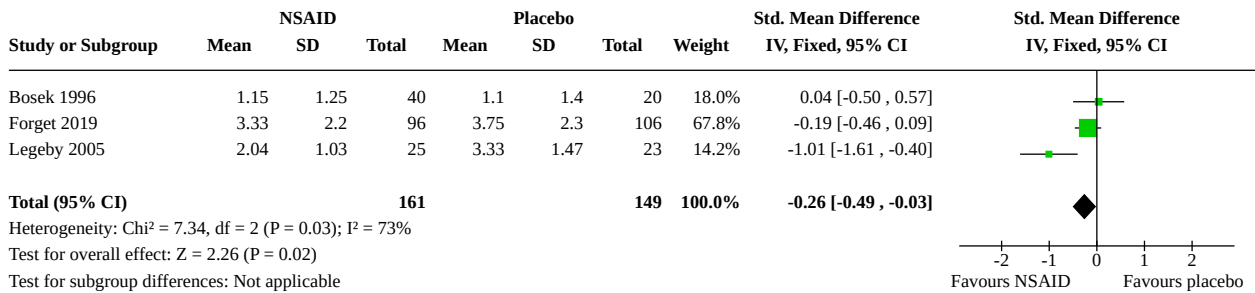 NSAID Placebo Std. Mean Difference Std. Mean Difference
Study or Subgroup Mean SD Total Mean SD Total Weight IV, Fixed, 95% CI IV, Fixed, 95% CI
Bosek 1996 1.15 1.25 40 1.1 1.4 20 18.0% 0.04 [-0.50 , 0.57]
Forget 2019 3.33 2.2 96 3.75 2.3 106 67.8% -0.19 [-0.46 , 0.09]
Legeby 2005 2.04 1.03 25 3.33 1.47 23 14.2% -1.01 [-1.61 , -0.40]
Total (95% CI) 161 149 100.0% -0.26 [-0.49 , -0.03]
Heterogeneity: Chi² = 7.34, df = 2 (P = 0.03); I² = 73%
Test for overall effect: Z = 2.26 (P = 0.02)
-2 -1 0 1 2
Test for subgroup differences: Not applicable Favours NSAID Favours placebo